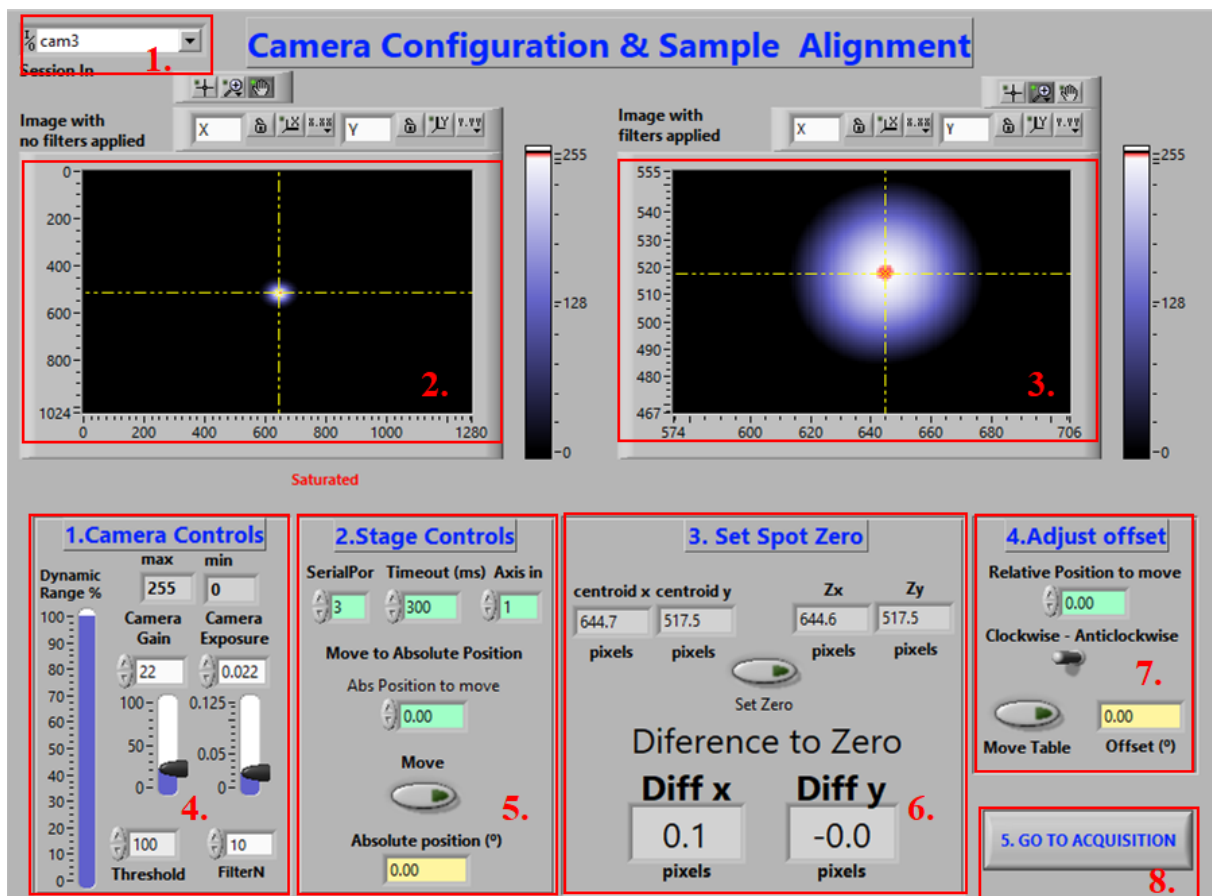 cam3
1.
Session In
Camera Configuration & Sample Alignment
Image with
no filters applied
X
X.XX
Y
Y.YY
Image with
filters applied
X
X.XX
Y
Y.YY
0
200
400
600
800
1024
0 200 400 600 800 1000 1280
2.
255
128
0
Saturated
555
540
530
520
510
500
490
480
467
574 600 620 640 660 680 706
3.
255
128
0
1.Camera Controls
max min
255 0
Dynamic
Range %
100
90
80
70
60
50
40
30
20
10
0
Camera
Gain
22
100
50
0
Camera
Exposure
0.022
0.125
0.05
0
4.
100
Threshold
10
FilterN
2.Stage Controls
SerialPor Timeout (ms) Axis in
3 300 1
Move to Absolute Position
Abs Position to move
0.00
Move
5.
Absolute position (º)
0.00
3. Set Spot Zero
centroid x centroid y Zx Zy
644.7 517.5 644.6 517.5
pixels pixels pixels pixels
Set Zero
Diference to Zero
Diff x Diff y
0.1 -0.0
pixels pixels
6.
4.Adjust offset
Relative Position to move
0.00
Clockwise - Anticlockwise
7.
0.00
Move Table Offset (º)
5. GO TO ACQUISITION
8.